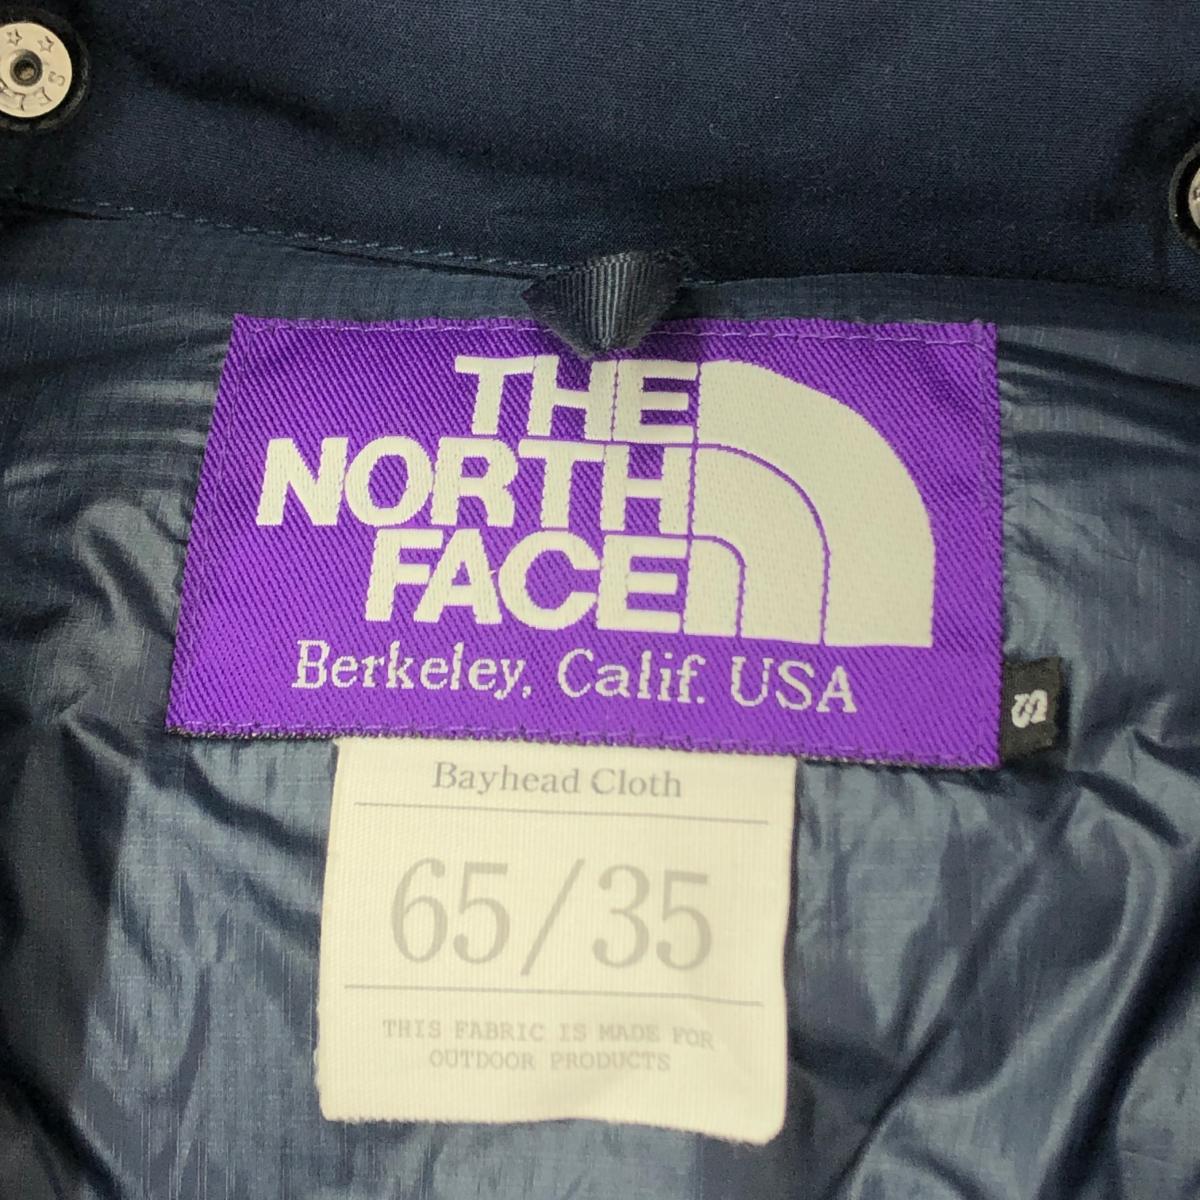 THE
NORTH
FACE
Berkeley, Calif. USA
S
Bayhead Cloth
65/35
THIS FABRIC IS MADE FOR
OUTDOOR PRODUCTS